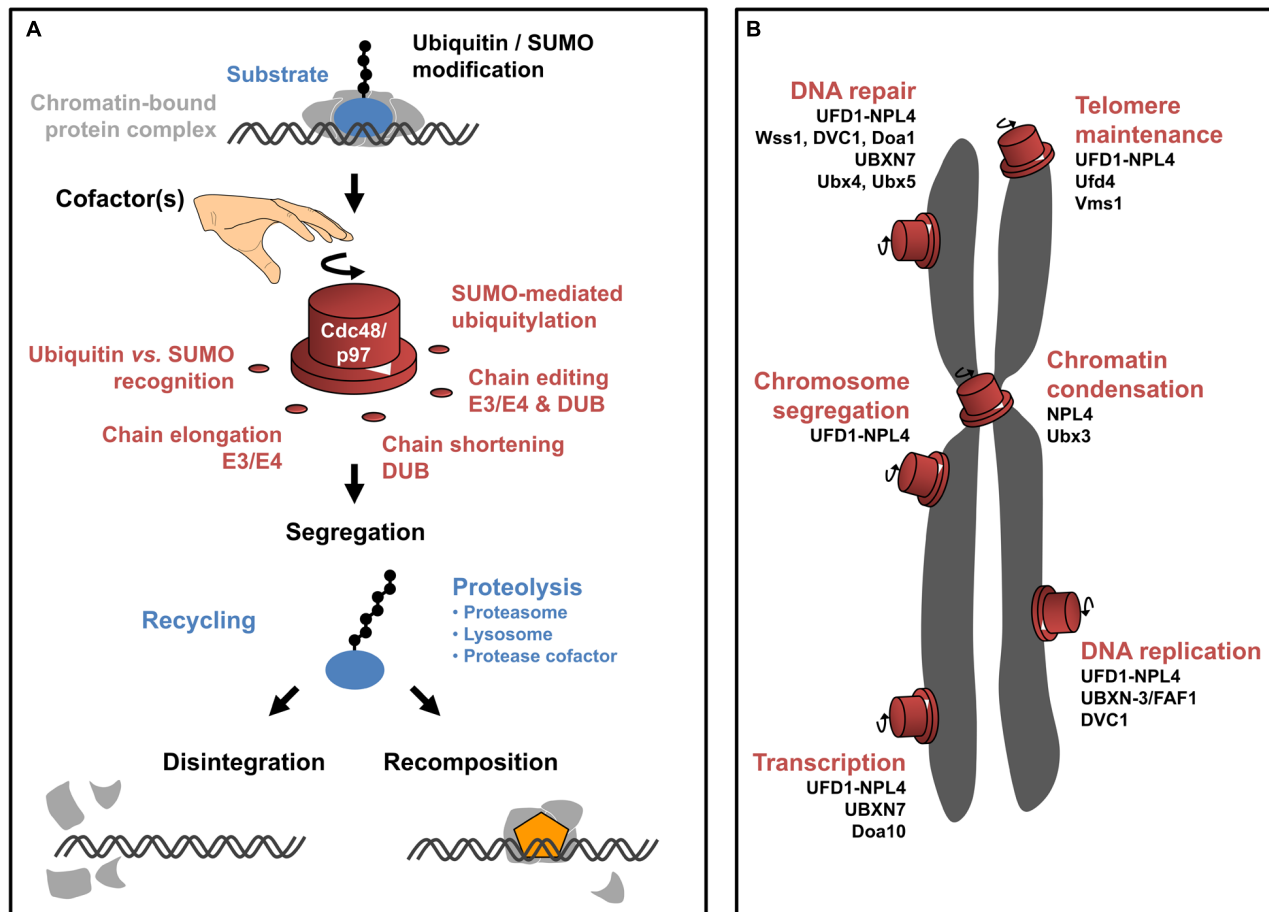 A
Ubiquitin / SUMO
modification
Substrate
Chromatin-bound
protein complex
Cofactor(s)
Cdc48/
p97
SUMO-mediated
ubiquitylation
Ubiquitin vs. SUMO
recognition
Chain editing
E3/E4 & DUB
Chain elongation
E3/E4
Chain shortening
DUB
Segregation
Recycling
Proteolysis
• Proteasome
• Lysosome
• Protease cofactor
Disintegration
Recomposition
B
DNA repair
UFD1-NPL4
Wss1, DVC1, Doa1
UBXN7
Ubx4, Ubx5
Telomere
maintenance
UFD1-NPL4
Ufd4
Vms1
Chromosome
segregation
UFD1-NPL4
Chromatin
condensation
NPL4
Ubx3
DNA replication
UFD1-NPL4
UBXN-3/FAF1
DVC1
Transcription
UFD1-NPL4
UBXN7
Doa10